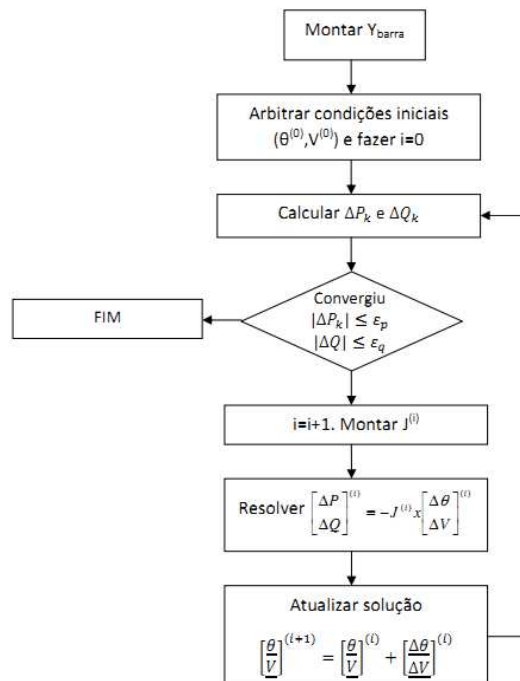 Montar Y_barra
Arbitrar condições iniciais
(θ^(0),V^(0)) e fazer i=0
Calcular ΔP_k e ΔQ_k
Convergiu
|ΔP_k| ≤ ε_p
|ΔQ| ≤ ε_q
FIM
i=i+1. Montar J^(i)
Resolver [ΔP ΔQ]^(i) = -J^(i) x [Δθ ΔV]^(i)
Atualizar solução
[θ V]^(i+1) = [θ V]^(i) + [Δθ ΔV]^(i)